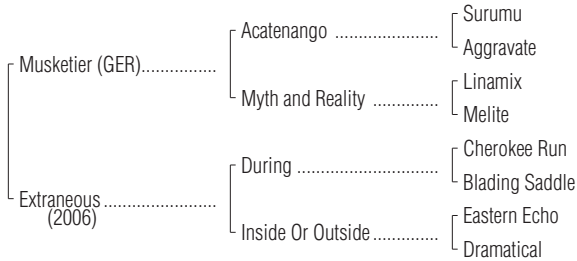 Surumu
Acatenango ..................
Aggravate
Musketier (GER)................
Linamix
Myth and Reality ..............
Melite
Cherokee Run
During ........................
Blading Saddle
Extraneous .......................
(2006)
Eastern Echo
Inside Or Outside..............
Dramatical